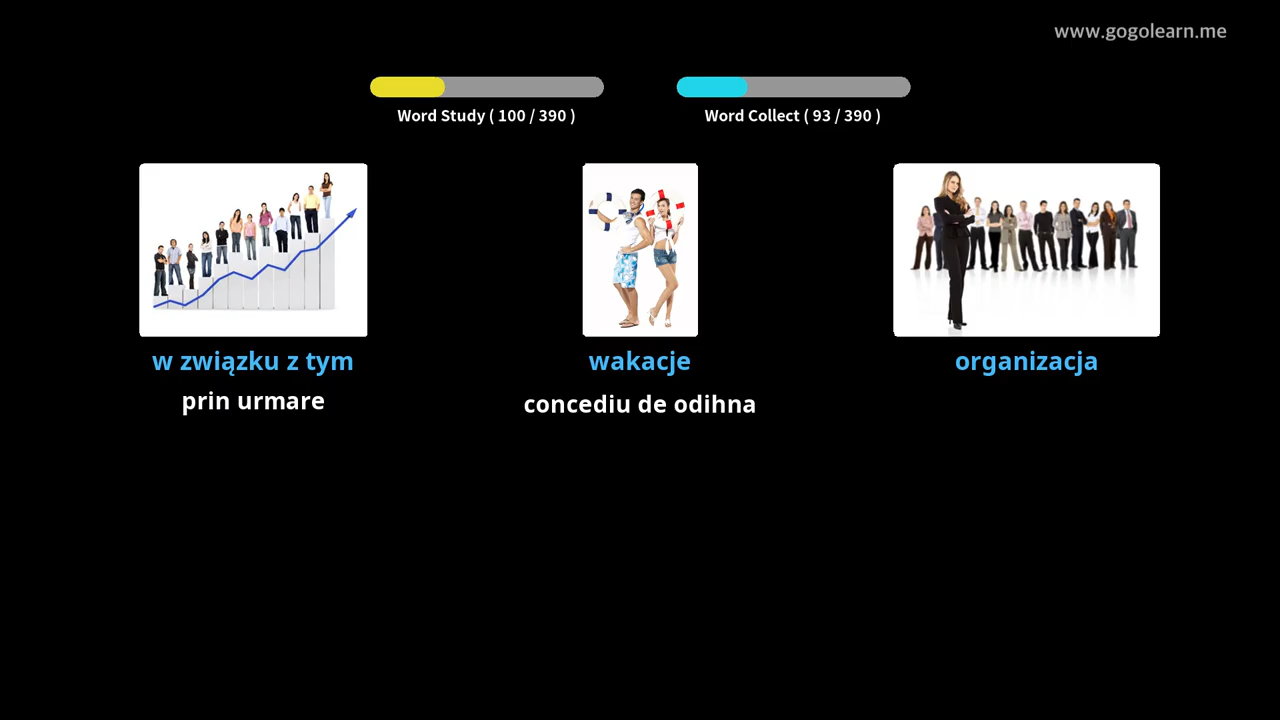 www.gogolearn.me
Word Study ( 100 / 390 )
Word Collect ( 93 / 390 )
w związku z tym
wakacje
organizacja
prin urmare
concediu de odihna